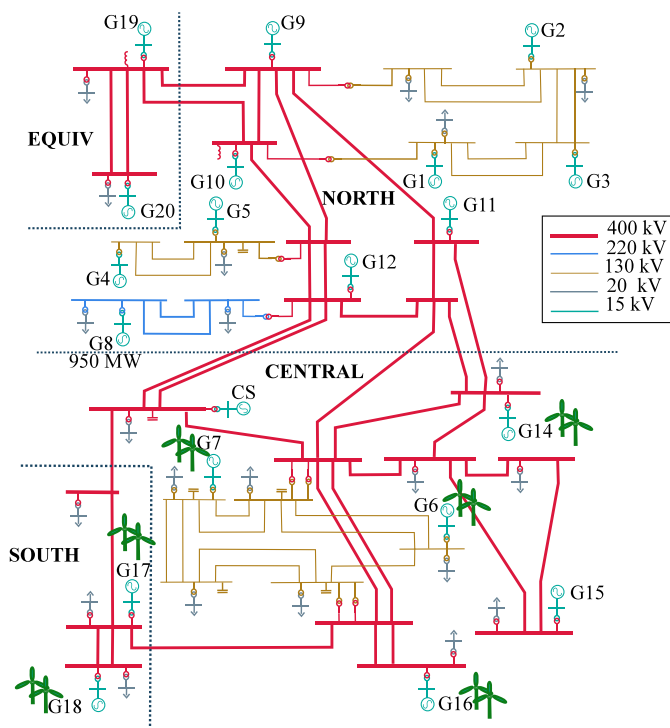 G19
G9
G2
EQUIV
G10
NORTH
G1
G3
G20
G5
G11
G4
G12
400 kV
220 kV
130 kV
20 kV
15 kV
G8
950 MW
CENTRAL
CS
G14
G7
G6
SOUTH
G17
G15
G18
G16